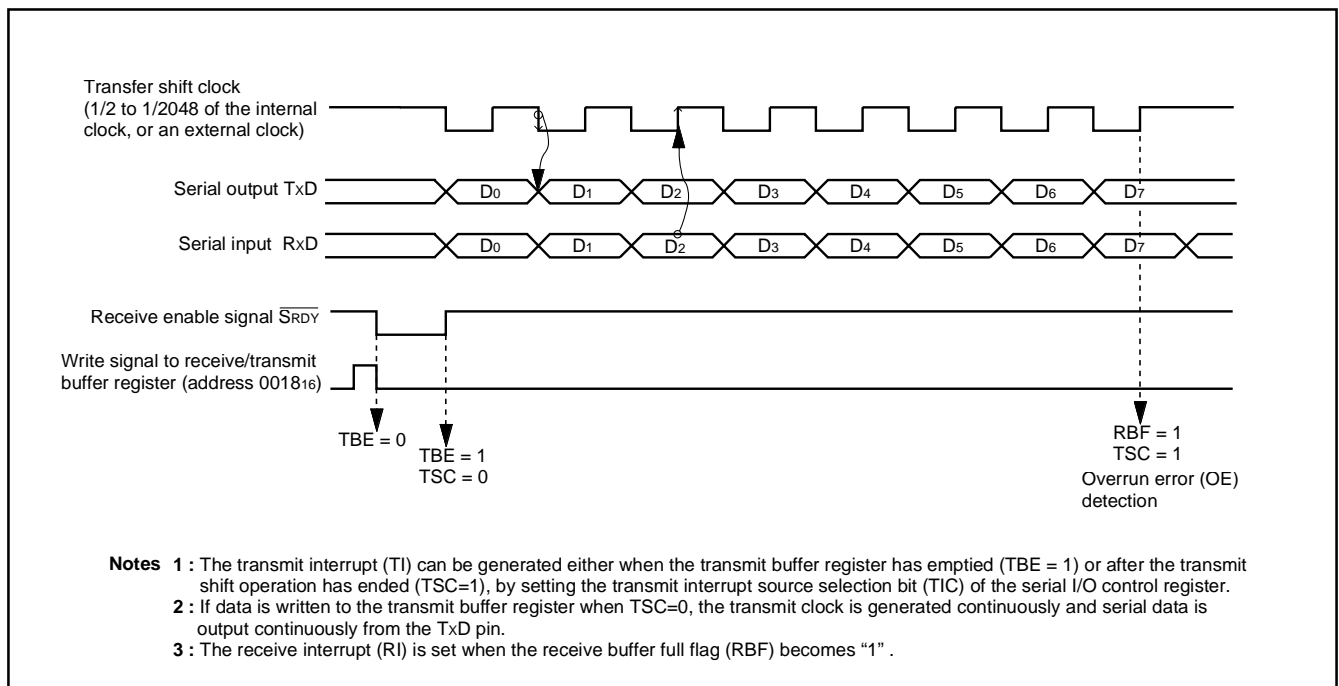 Transfer shift clock
(1/2 to 1/2048 of the internal
clock, or an external clock)
Serial output TxD
D0 D1 D2 D3 D4 D5 D6 D7
Serial input RxD
D0 D1 D2 D3 D4 D5 D6 D7
Receive enable signal S̅R̅D̅Y̅
Write signal to receive/transmit
buffer register (address 001816)
TBE = 0
TBE = 1
TSC = 0
RBF = 1
TSC = 1
Overrun error (OE)
detection
Notes 1 : The transmit interrupt (TI) can be generated either when the transmit buffer register has emptied (TBE = 1) or after the transmit
shift operation has ended (TSC=1), by setting the transmit interrupt source selection bit (TIC) of the serial I/O control register.
2 : If data is written to the transmit buffer register when TSC=0, the transmit clock is generated continuously and serial data is
output continuously from the TxD pin.
3 : The receive interrupt (RI) is set when the receive buffer full flag (RBF) becomes “1” .